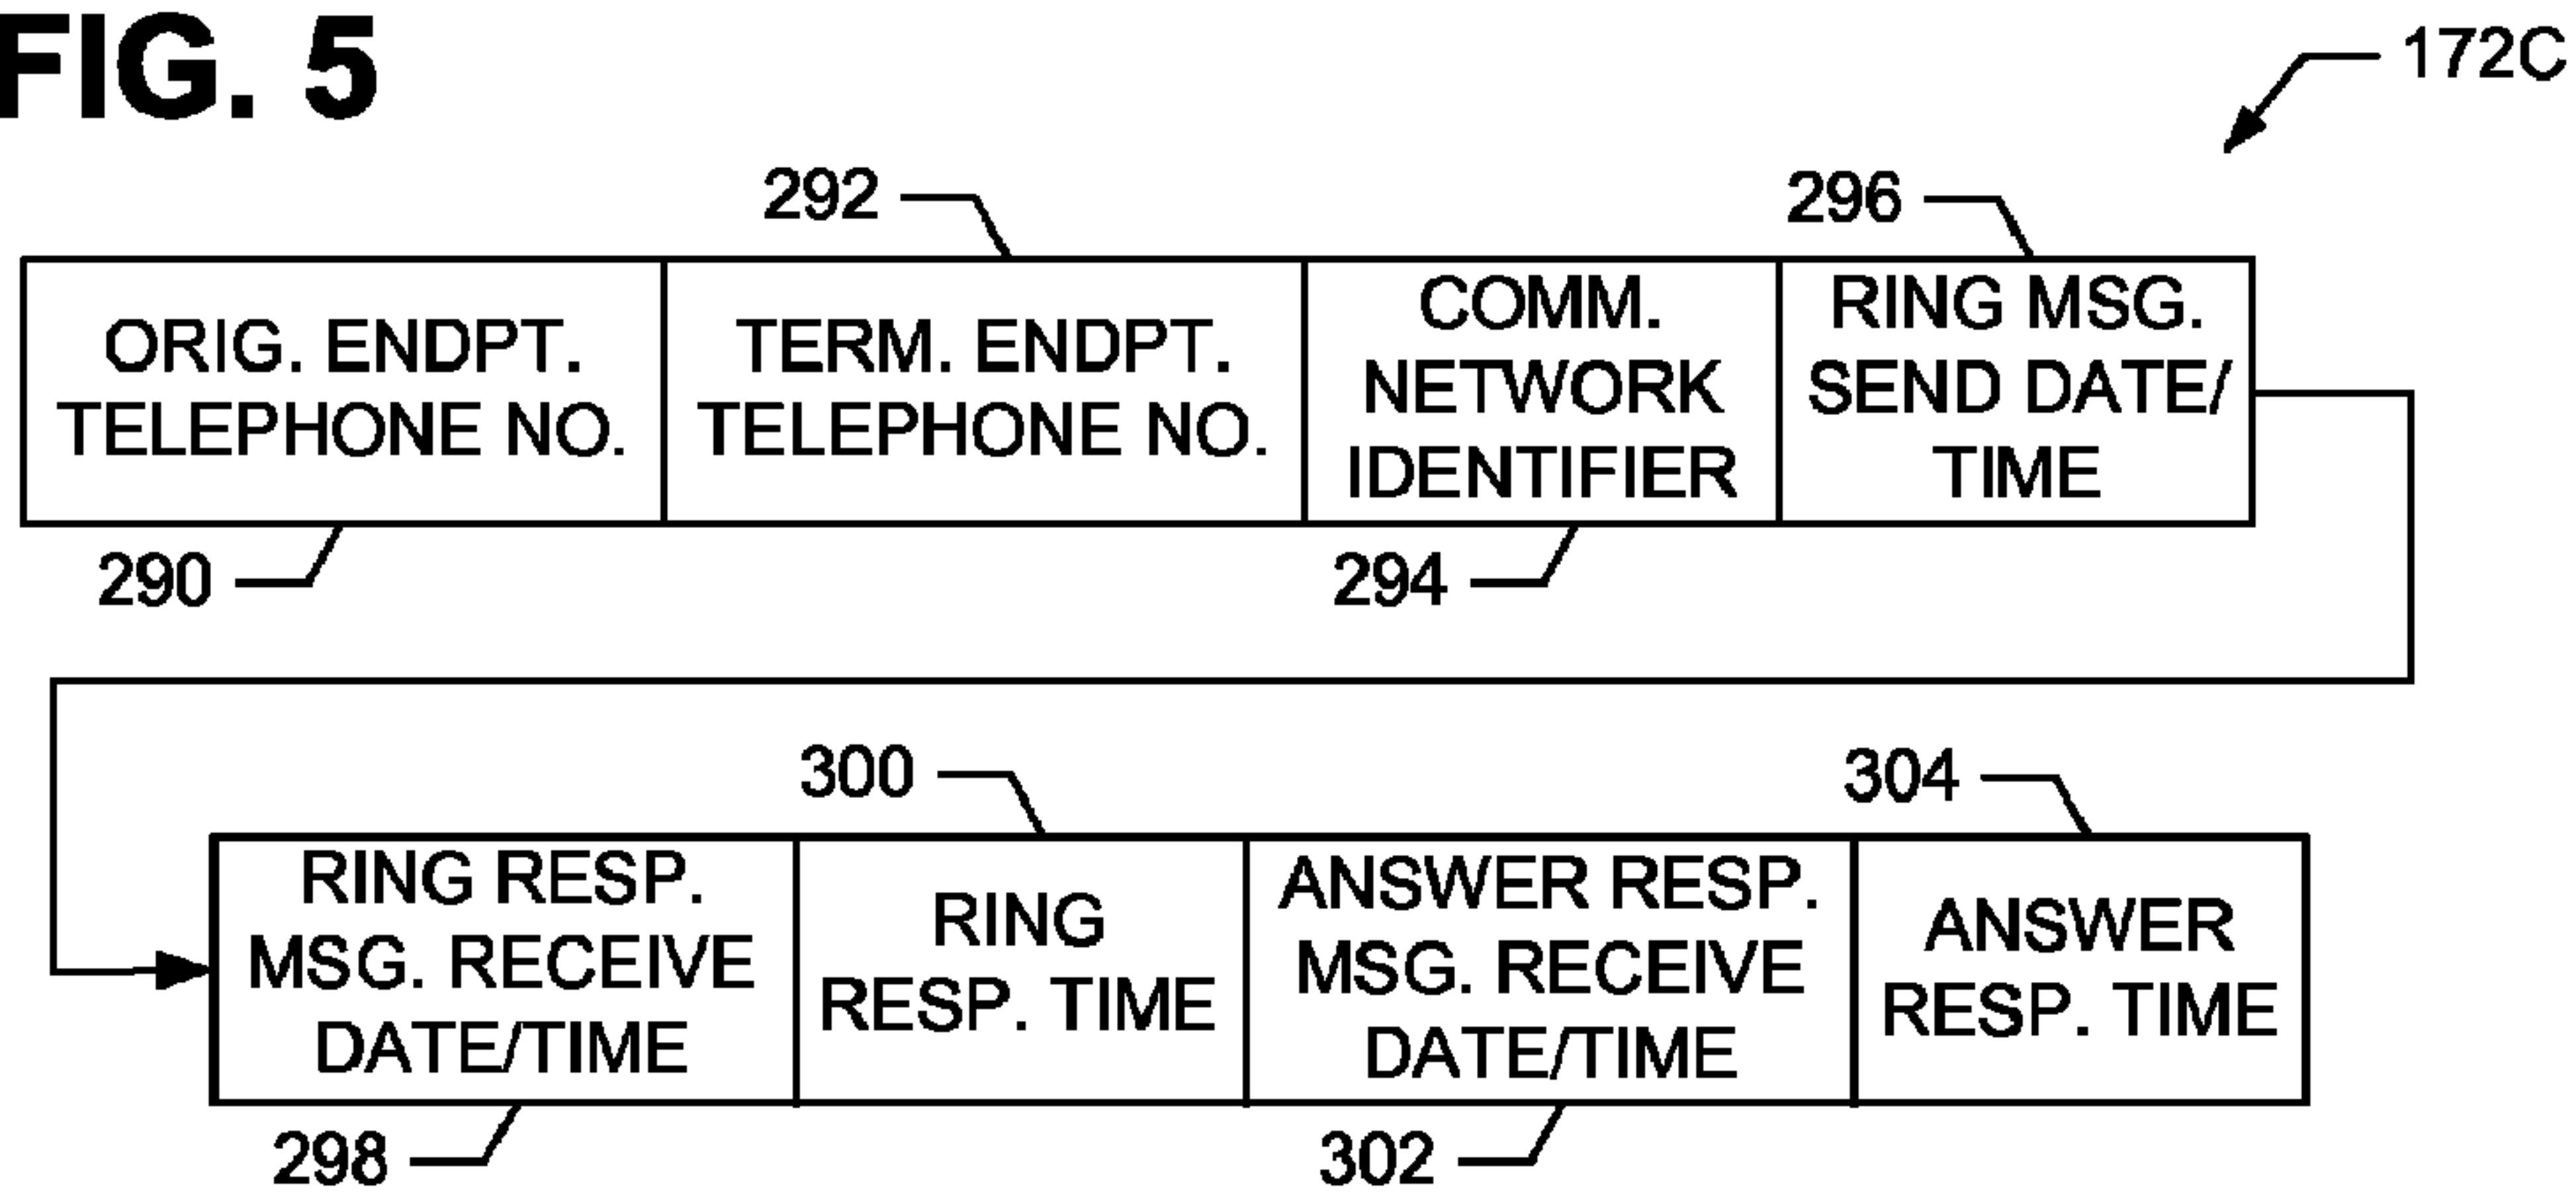 FIG. 5
172C
292
296
ORIG. ENDPT.
TELEPHONE NO.
TERM. ENDPT.
TELEPHONE NO.
COMM.
NETWORK
IDENTIFIER
RING MSG.
SEND DATE/
TIME
290
294
300
304
RING RESP.
MSG. RECEIVE
DATE/TIME
RING
RESP. TIME
ANSWER RESP.
MSG. RECEIVE
DATE/TIME
ANSWER
RESP. TIME
298
302